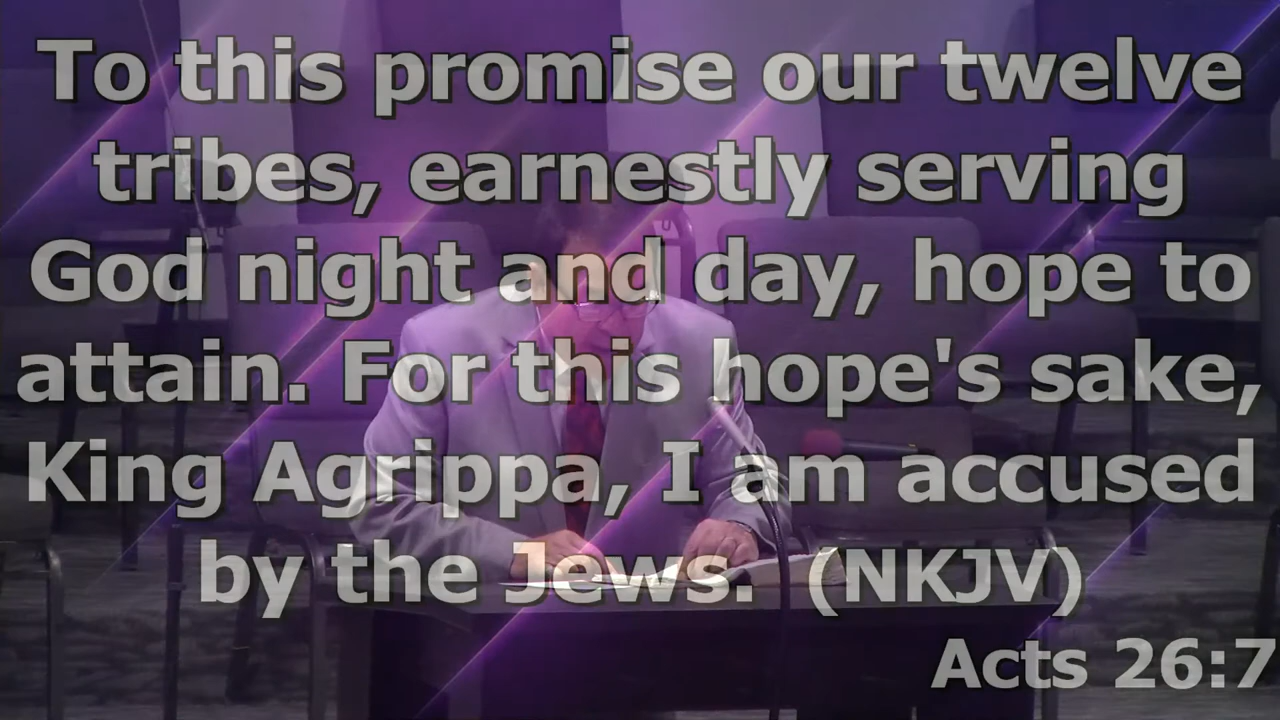 To this promise our twelve
tribes, earnestly serving
God night and day, hope to
attain. For this hope's sake,
King Agrippa, I am accused
by the Jews. (NKJV)
Acts 26:7